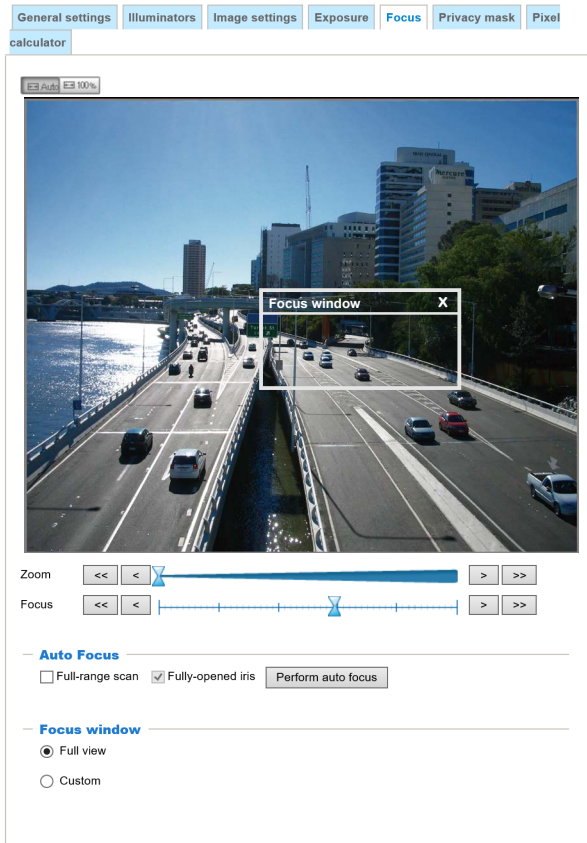 General settings Illuminators Image settings Exposure Focus Privacy mask Pixel
calculator
Auto 100%
Mercure
Focus window X
Zoom << < > >>
Focus << < > >>
Auto Focus
Full-range scan Fully-opened iris Perform auto focus
Focus window
Full view
Custom